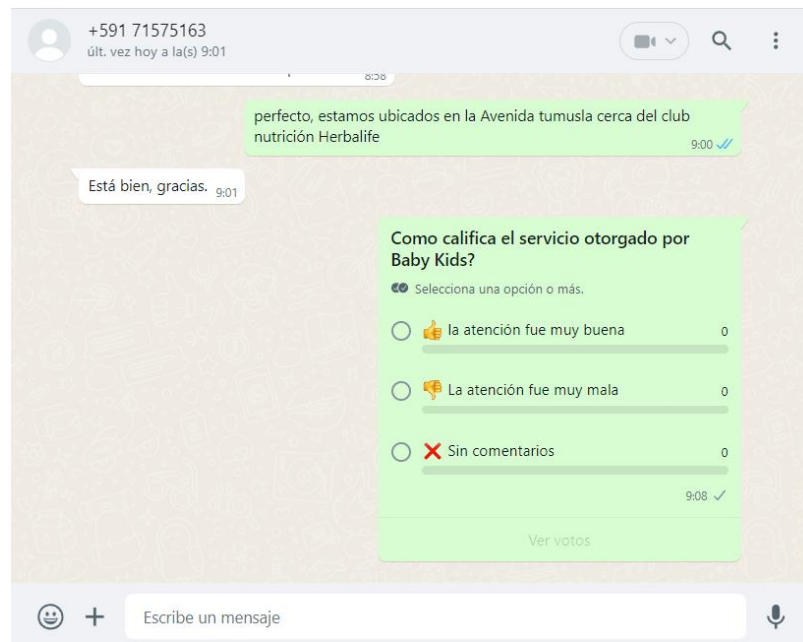 +591 71575163
últ. vez hoy a la(s) 9:01
8:58
perfecto, estamos ubicados en la Avenida tumusla cerca del club
nutrición Herbalife
9:00
Está bien, gracias. 9:01
Como califica el servicio otorgado por
Baby Kids?
Selecciona una opción o más.
👍 la atención fue muy buena 0
👎 La atención fue muy mala 0
❌ Sin comentarios 0
9:08
Ver votos
Escribe un mensaje